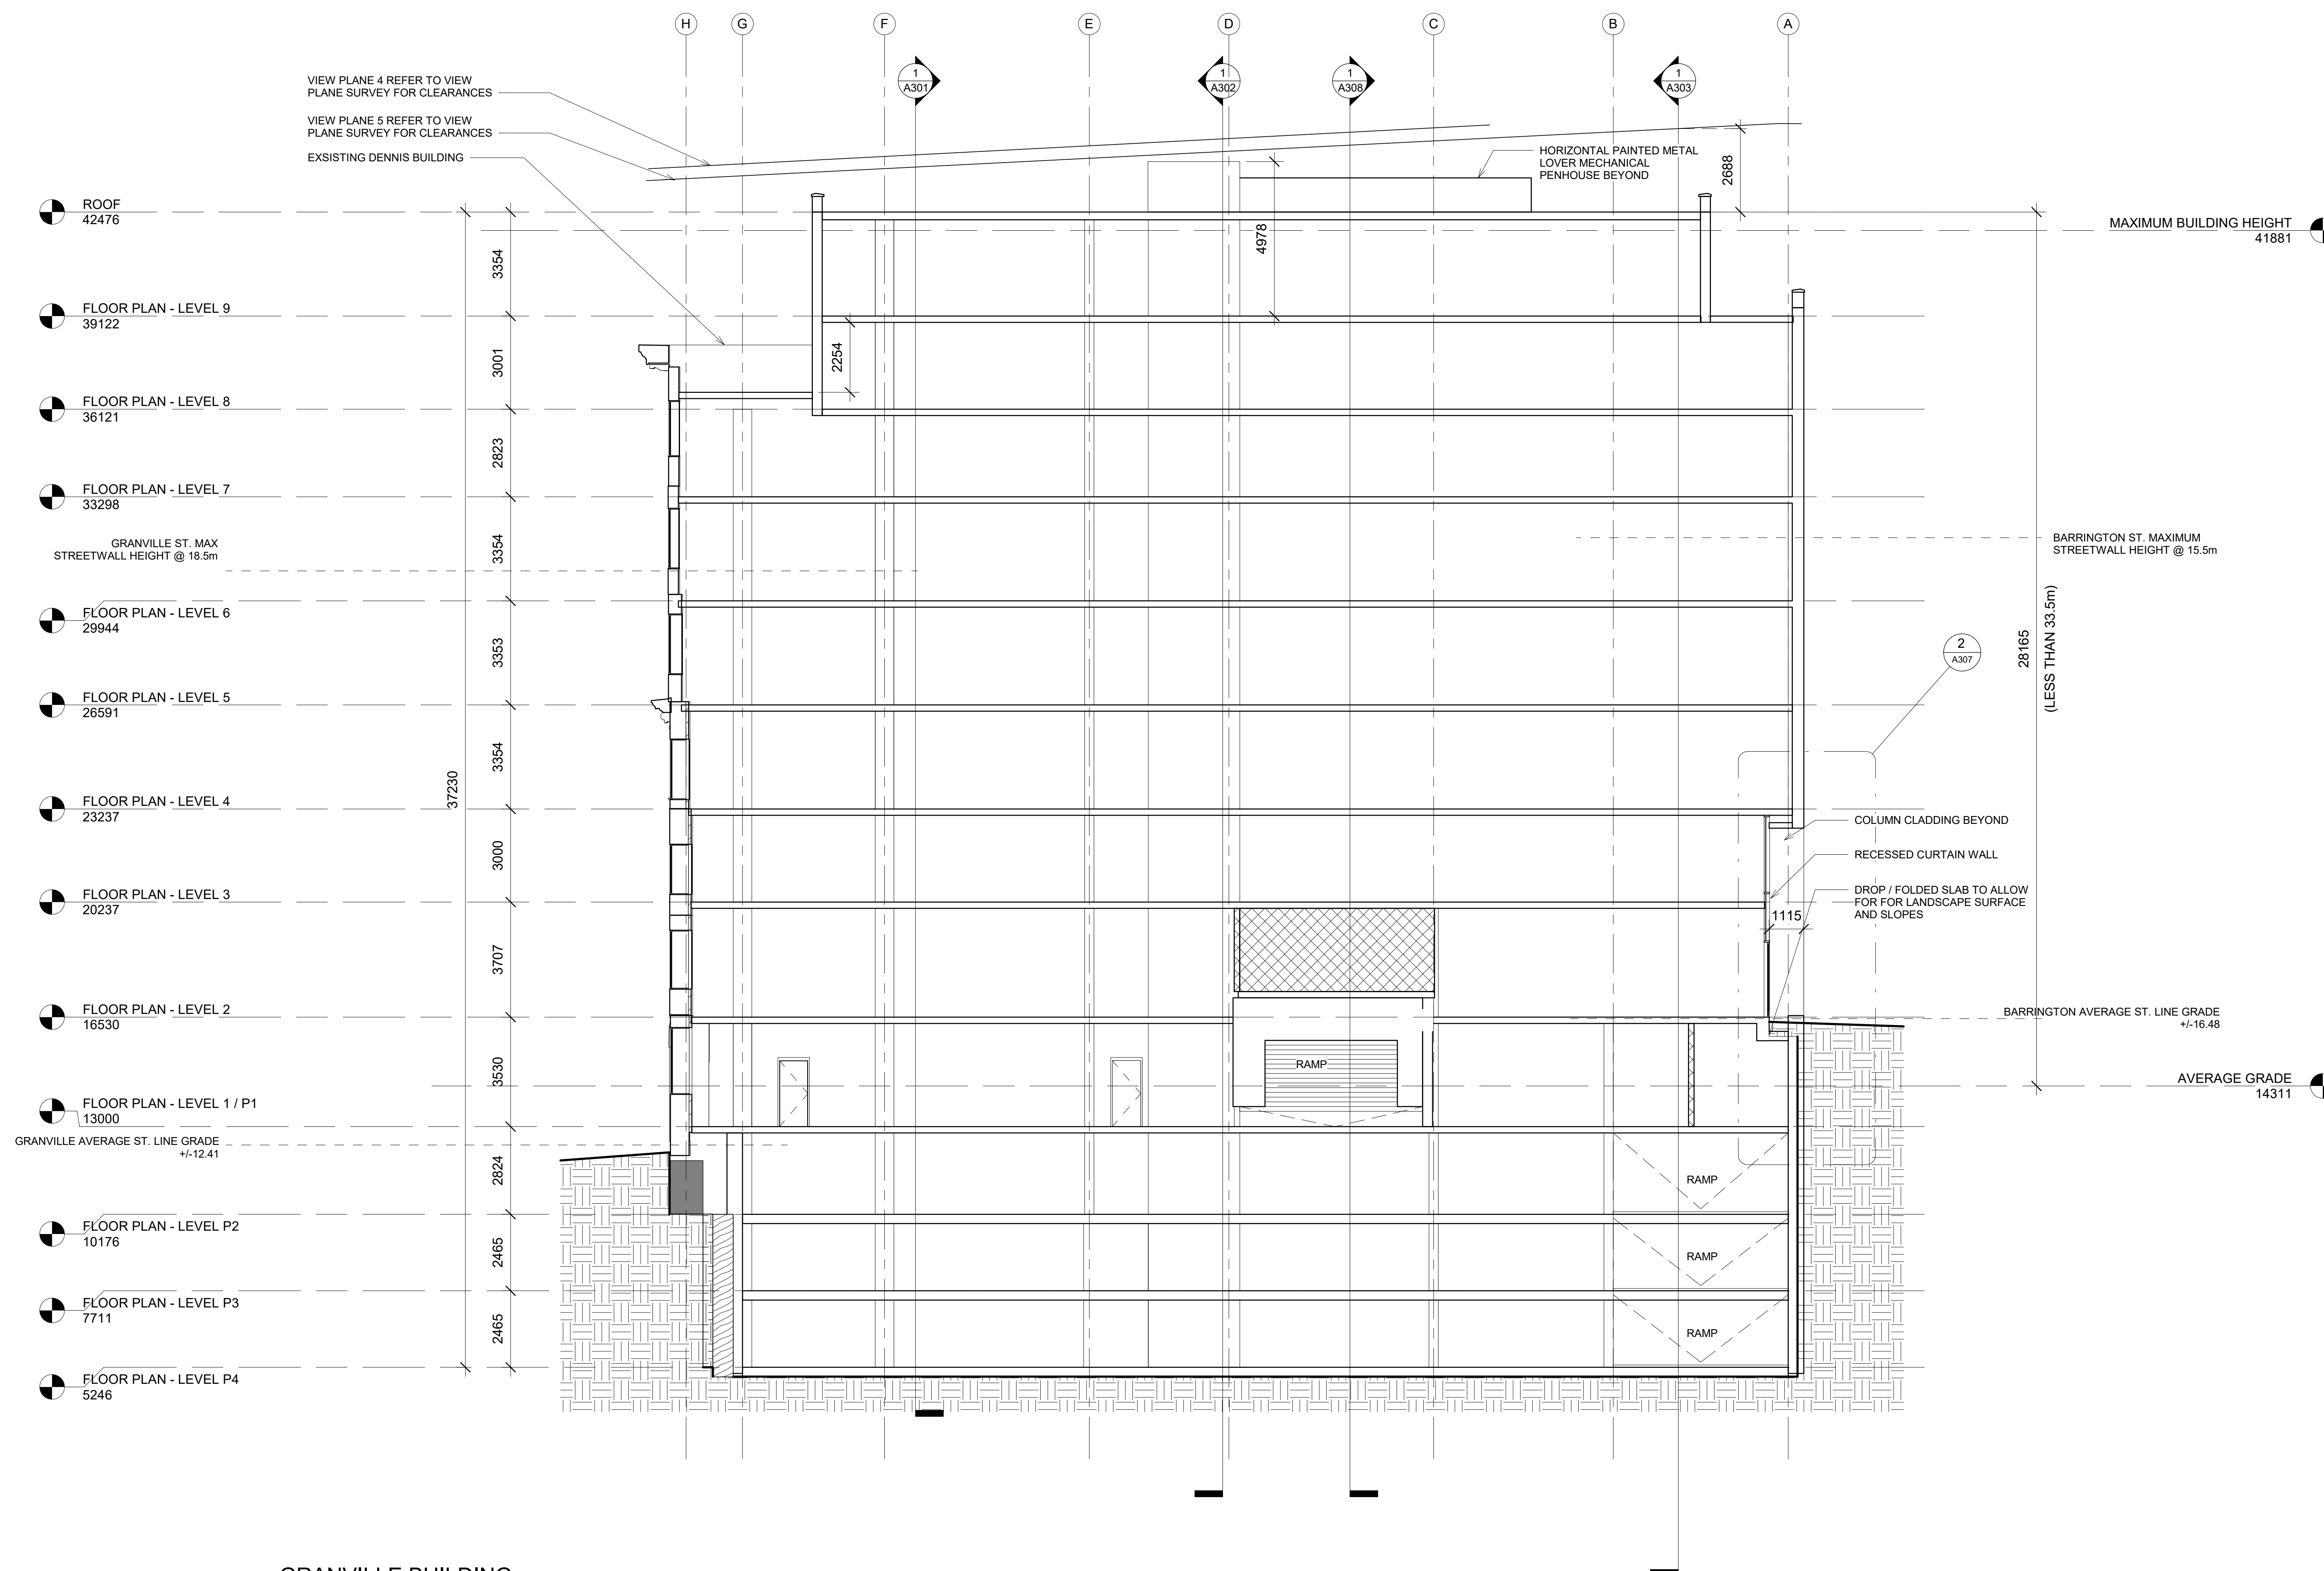 H
G
F
E
D
C
B
A
1
A301
1
A302
1
A308
1
A303
VIEW PLANE 4 REFER TO VIEW
PLANE SURVEY FOR CLEARANCES
VIEW PLANE 5 REFER TO VIEW
PLANE SURVEY FOR CLEARANCES
EXSISTING DENNIS BUILDING
HORIZONTAL PAINTED METAL
LOVER MECHANICAL
PENHOUSE BEYOND
2688
ROOF
42476
MAXIMUM BUILDING HEIGHT
41881
3354
4978
FLOOR PLAN - LEVEL 9
39122
3001
2254
FLOOR PLAN - LEVEL 8
36121
2823
FLOOR PLAN - LEVEL 7
33298
GRANVILLE ST. MAX
STREETWALL HEIGHT @ 18.5m
3354
BARRINGTON ST. MAXIMUM
STREETWALL HEIGHT @ 15.5m
FLOOR PLAN - LEVEL 6
29944
3353
2
A307
28165
(LESS THAN 33.5m)
FLOOR PLAN - LEVEL 5
26591
3354
37230
FLOOR PLAN - LEVEL 4
23237
COLUMN CLADDING BEYOND
3000
RECESSED CURTAIN WALL
FLOOR PLAN - LEVEL 3
20237
DROP / FOLDED SLAB TO ALLOW
FOR FOR LANDSCAPE SURFACE
AND SLOPES
1115
3707
FLOOR PLAN - LEVEL 2
16530
BARRINGTON AVERAGE ST. LINE GRADE
+/-16.48
3530
RAMP
AVERAGE GRADE
14311
FLOOR PLAN - LEVEL 1 / P1
13000
GRANVILLE AVERAGE ST. LINE GRADE
+/-12.41
2824
RAMP
FLOOR PLAN - LEVEL P2
10176
2465
RAMP
FLOOR PLAN - LEVEL P3
7711
2465
RAMP
FLOOR PLAN - LEVEL P4
5246
GRANVILLE BUILDING